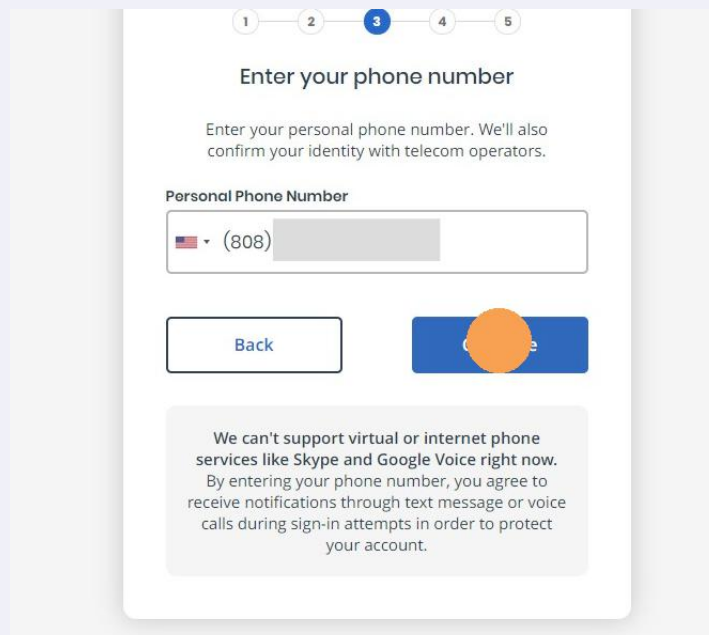 1 2 3 4 5
Enter your phone number
Enter your personal phone number. We'll also
confirm your identity with telecom operators.
Personal Phone Number
(808)
Back
We can't support virtual or internet phone
services like Skype and Google Voice right now.
By entering your phone number, you agree to
receive notifications through text message or voice
calls during sign-in attempts in order to protect
your account.